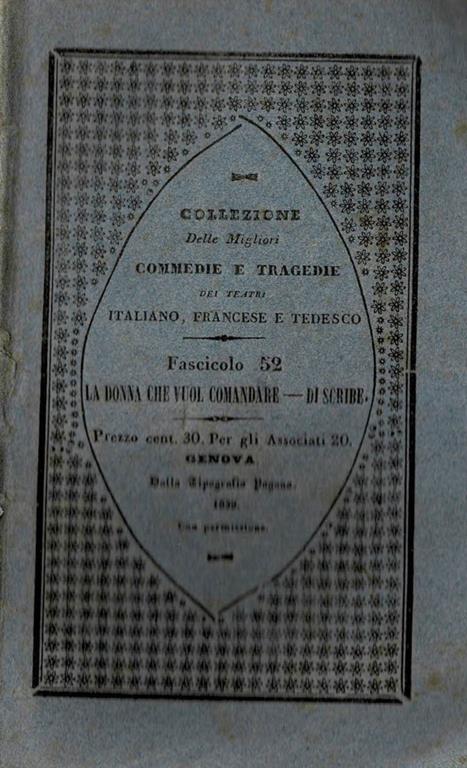 COLLEZIONE
Delle Migliori
COMMEDIE E TRAGEDIE
DEI TEATRI
ITALIANO, FRANCESE E TEDESCO
Fascicolo 52
LA DONNA CHE VUOL COMANDARE — DI SCRIBE.
Prezzo cent. 30. Per gli Associati 20.
GENOVA
Dalla Tipografia Pagano.
Con permissione.